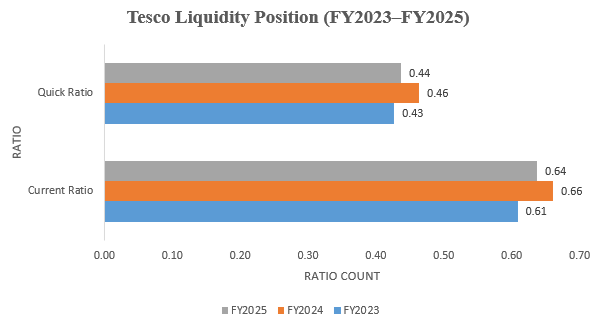 Tesco Liquidity Position (FY2023–FY2025)
RATIO
Quick Ratio
0.44
0.46
0.43
Current Ratio
0.64
0.66
0.61
0.00 0.10 0.20 0.30 0.40 0.50 0.60 0.70
RATIO COUNT
FY2025 FY2024 FY2023